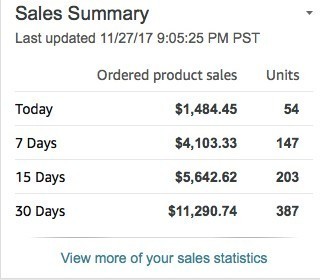 Sales Summary
Last updated 11/27/17 9:05:25 PM PST
Ordered product sales Units
Today $1,484.45 54
7 Days $4,103.33 147
15 Days $5,642.62 203
30 Days $11,290.74 387
View more of your sales statistics